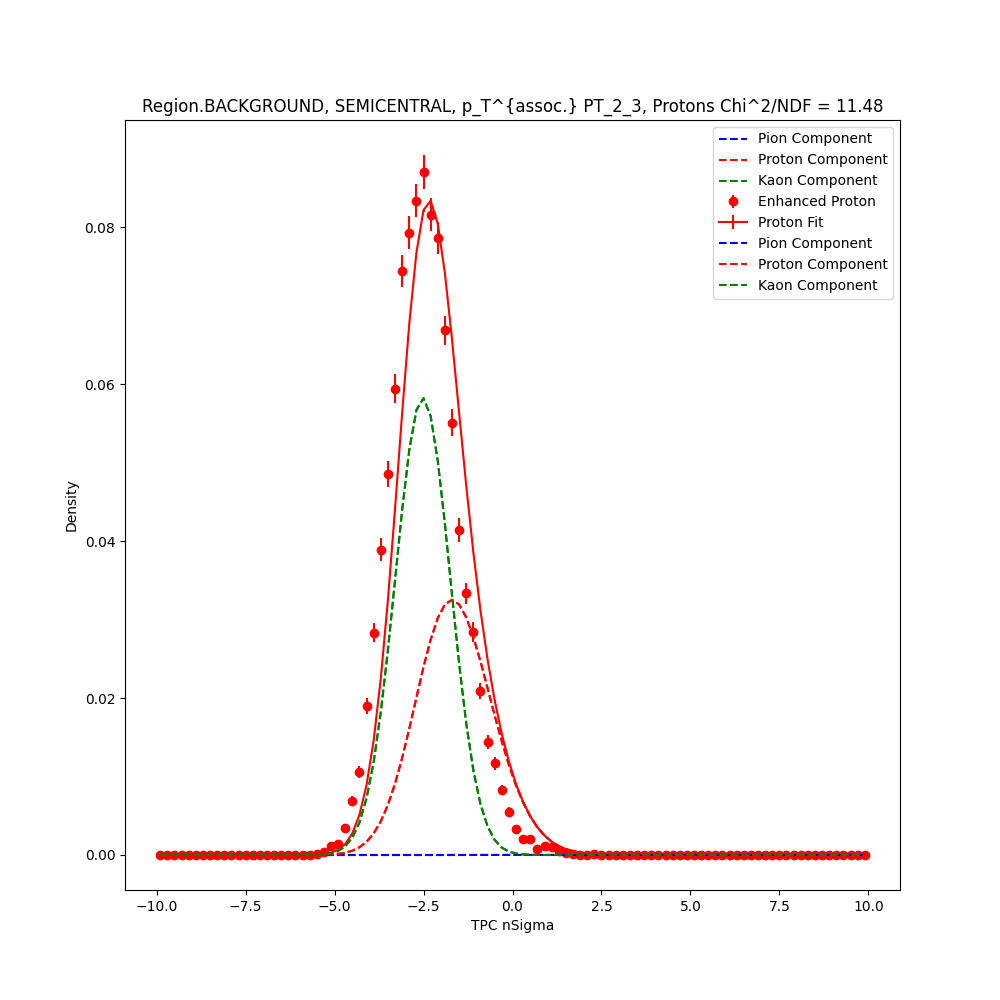 Region.BACKGROUND, SEMICENTRAL, p_T^{assoc.} PT_2_3, Protons Chi^2/NDF = 11.48
Pion Component
Proton Component
Kaon Component
Enhanced Proton
Proton Fit
Pion Component
Proton Component
Kaon Component
0.08
0.06
0.04
0.02
0.00
Density
−10.0 −7.5 −5.0 −2.5 0.0 2.5 5.0 7.5 10.0
TPC nSigma